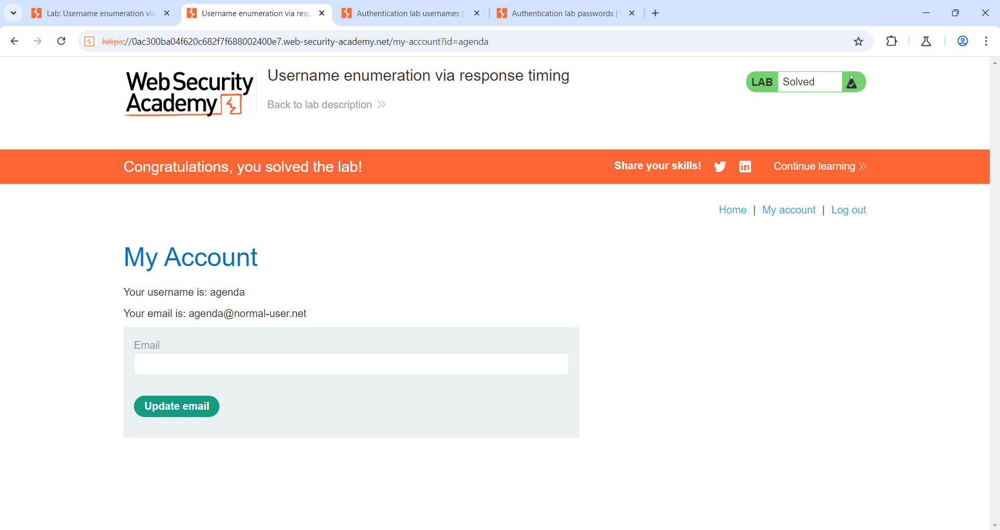 Lab: Username enumeration via
Username enumeration via resp
Authentication lab usernames |
Authentication lab passwords |
https://0ac300ba04f620c682f7f688002400e7.web-security-academy.net/my-account?id=agenda
Web Security
Academy
Username enumeration via response timing
Back to lab description
LAB Solved
Congratulations, you solved the lab!
Share your skills!
Continue learning
Home | My account | Log out
My Account
Your username is: agenda
Your email is: agenda@normal-user.net
Email
Update email